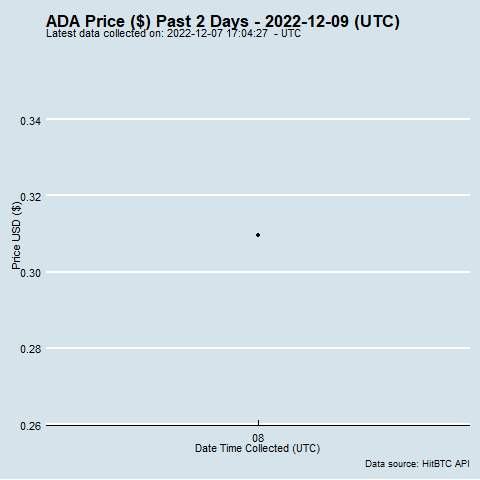 ADA Price ($) Past 2 Days - 2022-12-09 (UTC)
Latest data collected on: 2022-12-07 17:04:27  - UTC
0.34
0.32
0.30
0.28
0.26
Price USD ($)
08
Date Time Collected (UTC)
Data source: HitBTC API